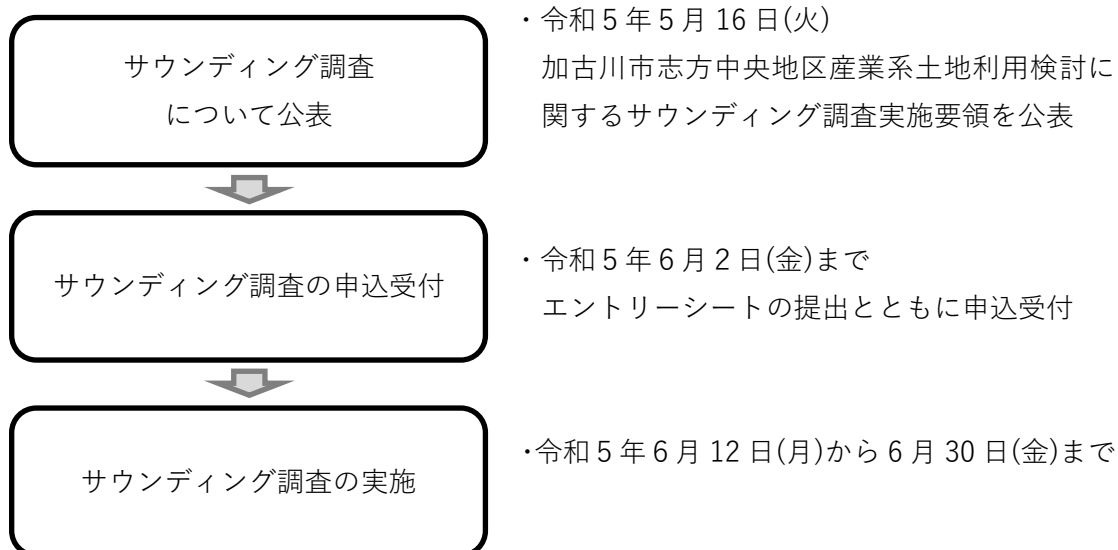 サウンディング調査
について公表
・令和５年５月 16 日(火)
加古川市志方中央地区産業系土地利用検討に
関するサウンディング調査実施要領を公表
サウンディング調査の申込受付
・令和５年６月２日(金)まで
エントリーシートの提出とともに申込受付
サウンディング調査の実施
・令和５年６月 12 日(月)から６月 30 日(金)まで